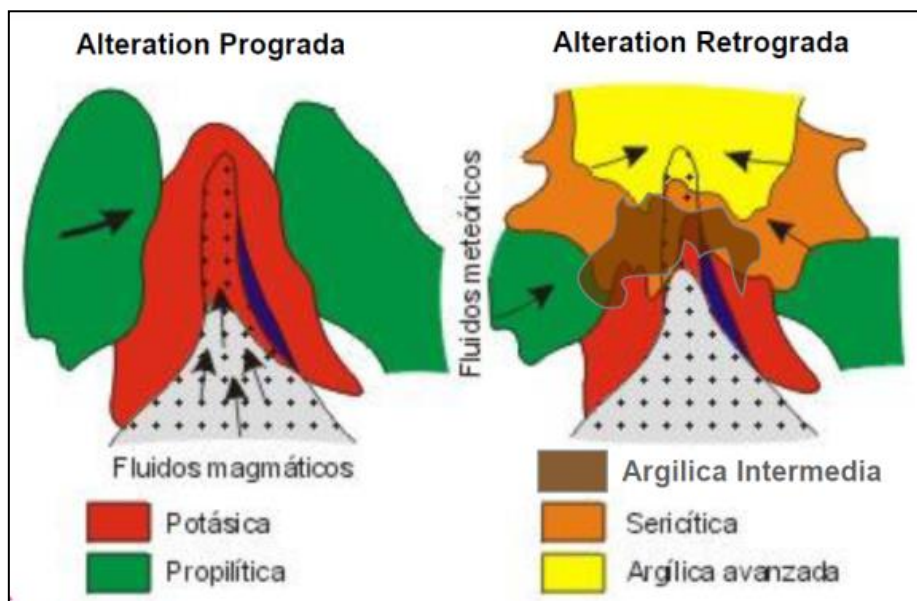 Alteration Prograda
Alteration Retrograda
Fluidos meteóricos
Fluidos magmáticos
Potásica
Propilítica
Argilica Intermedia
Sericítica
Argílica avanzada